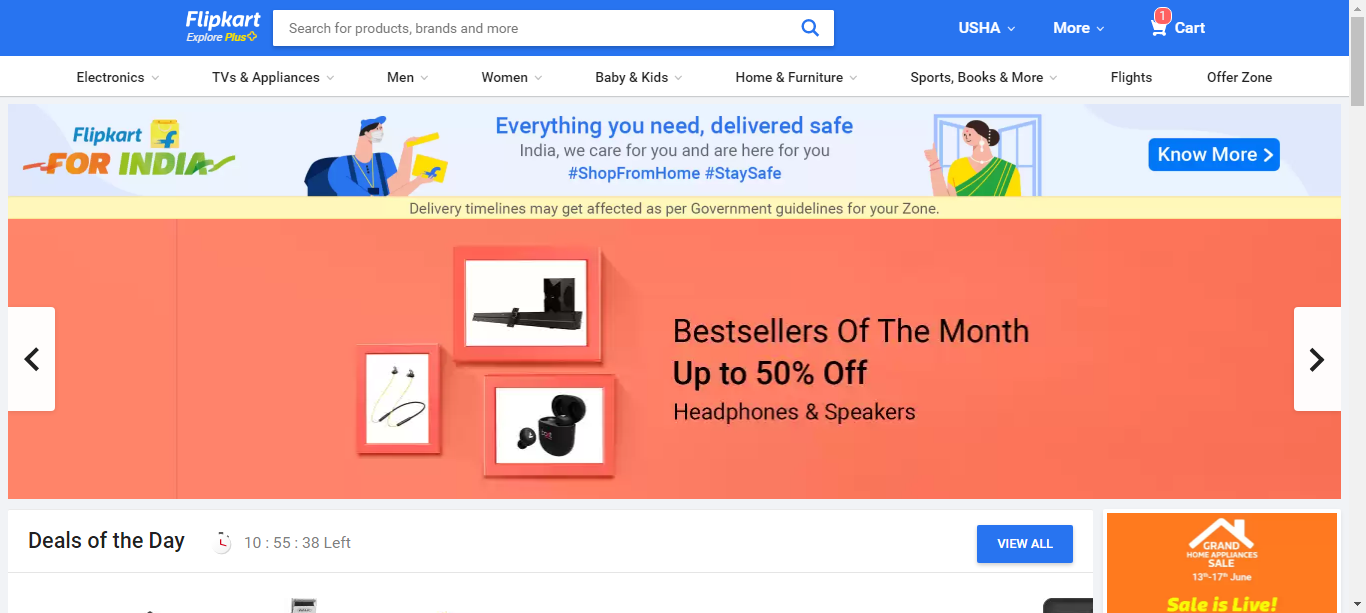 Flipkart
Explore Plus
Search for products, brands and more
USHA
More
1
Cart
Electronics
TVs & Appliances
Men
Women
Baby & Kids
Home & Furniture
Sports, Books & More
Flights
Offer Zone
Flipkart
FOR INDIA
Everything you need, delivered safe
India, we care for you and are here for you
#ShopFromHome #StaySafe
Know More
Delivery timelines may get affected as per Government guidelines for your Zone.
Bestsellers Of The Month
Up to 50% Off
Headphones & Speakers
Deals of the Day
10 : 55 : 38 Left
VIEW ALL
GRAND
HOME APPLIANCES
SALE
13th-17th June
Sale is Live!